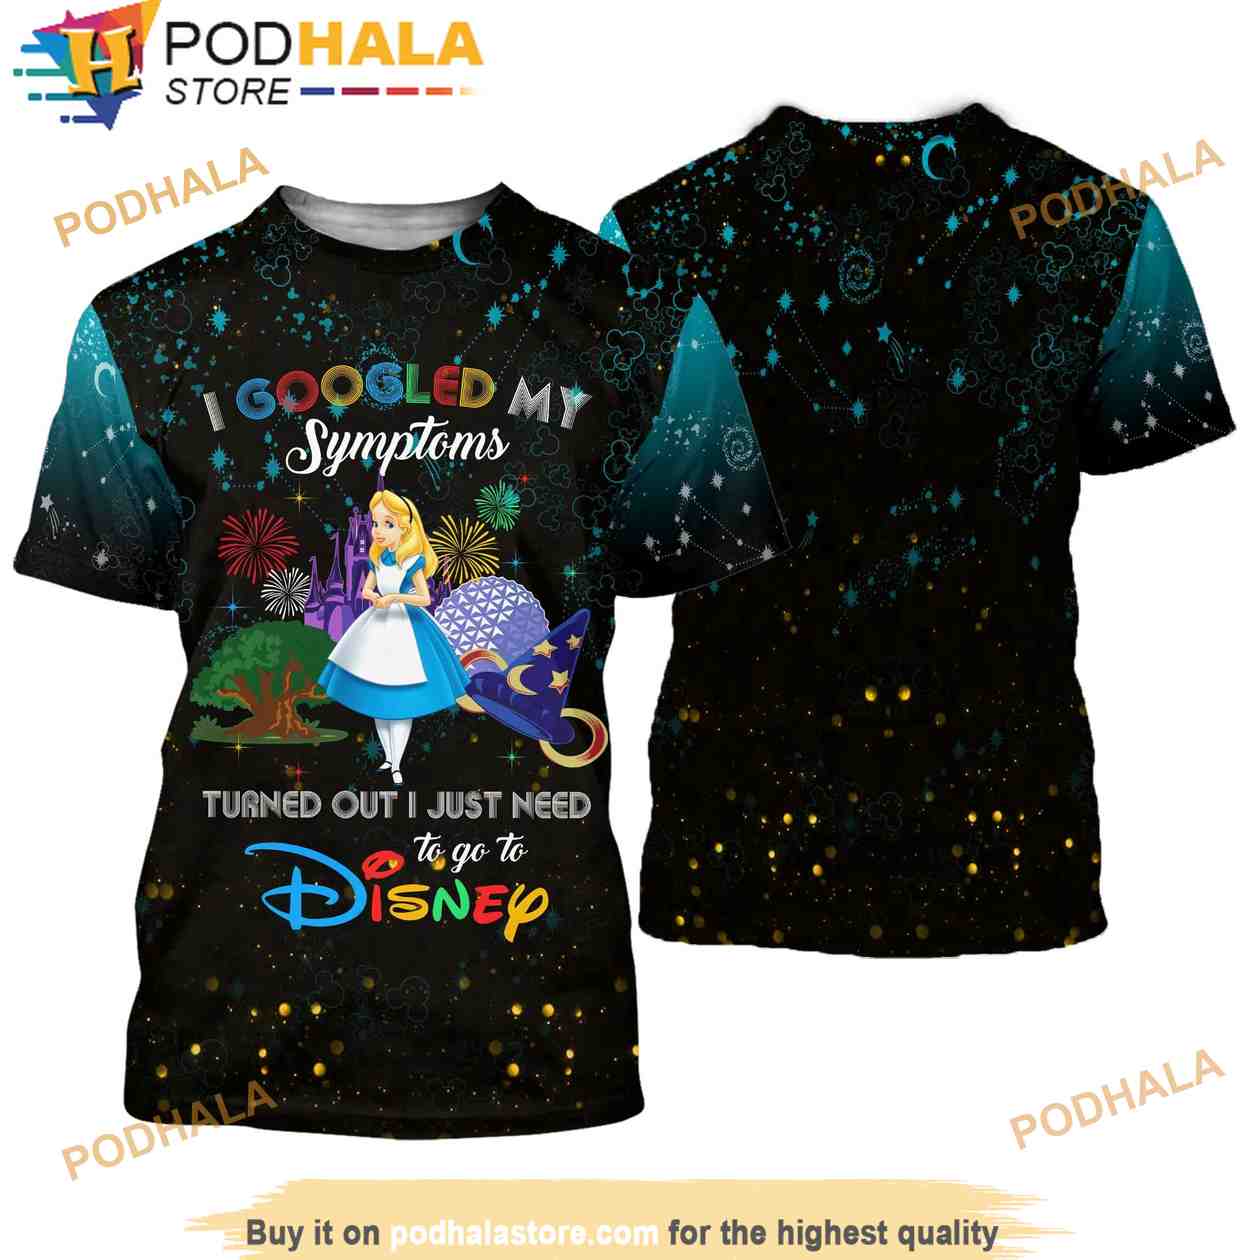 PODHALA
STORE
PODHALA
PODHALA
I GOOGLED MY
Symptoms
TURNED OUT I JUST NEED
to go to
DISNEY
PODHALA
PODHALA
Buy it on podhalastore.com for the highest quality